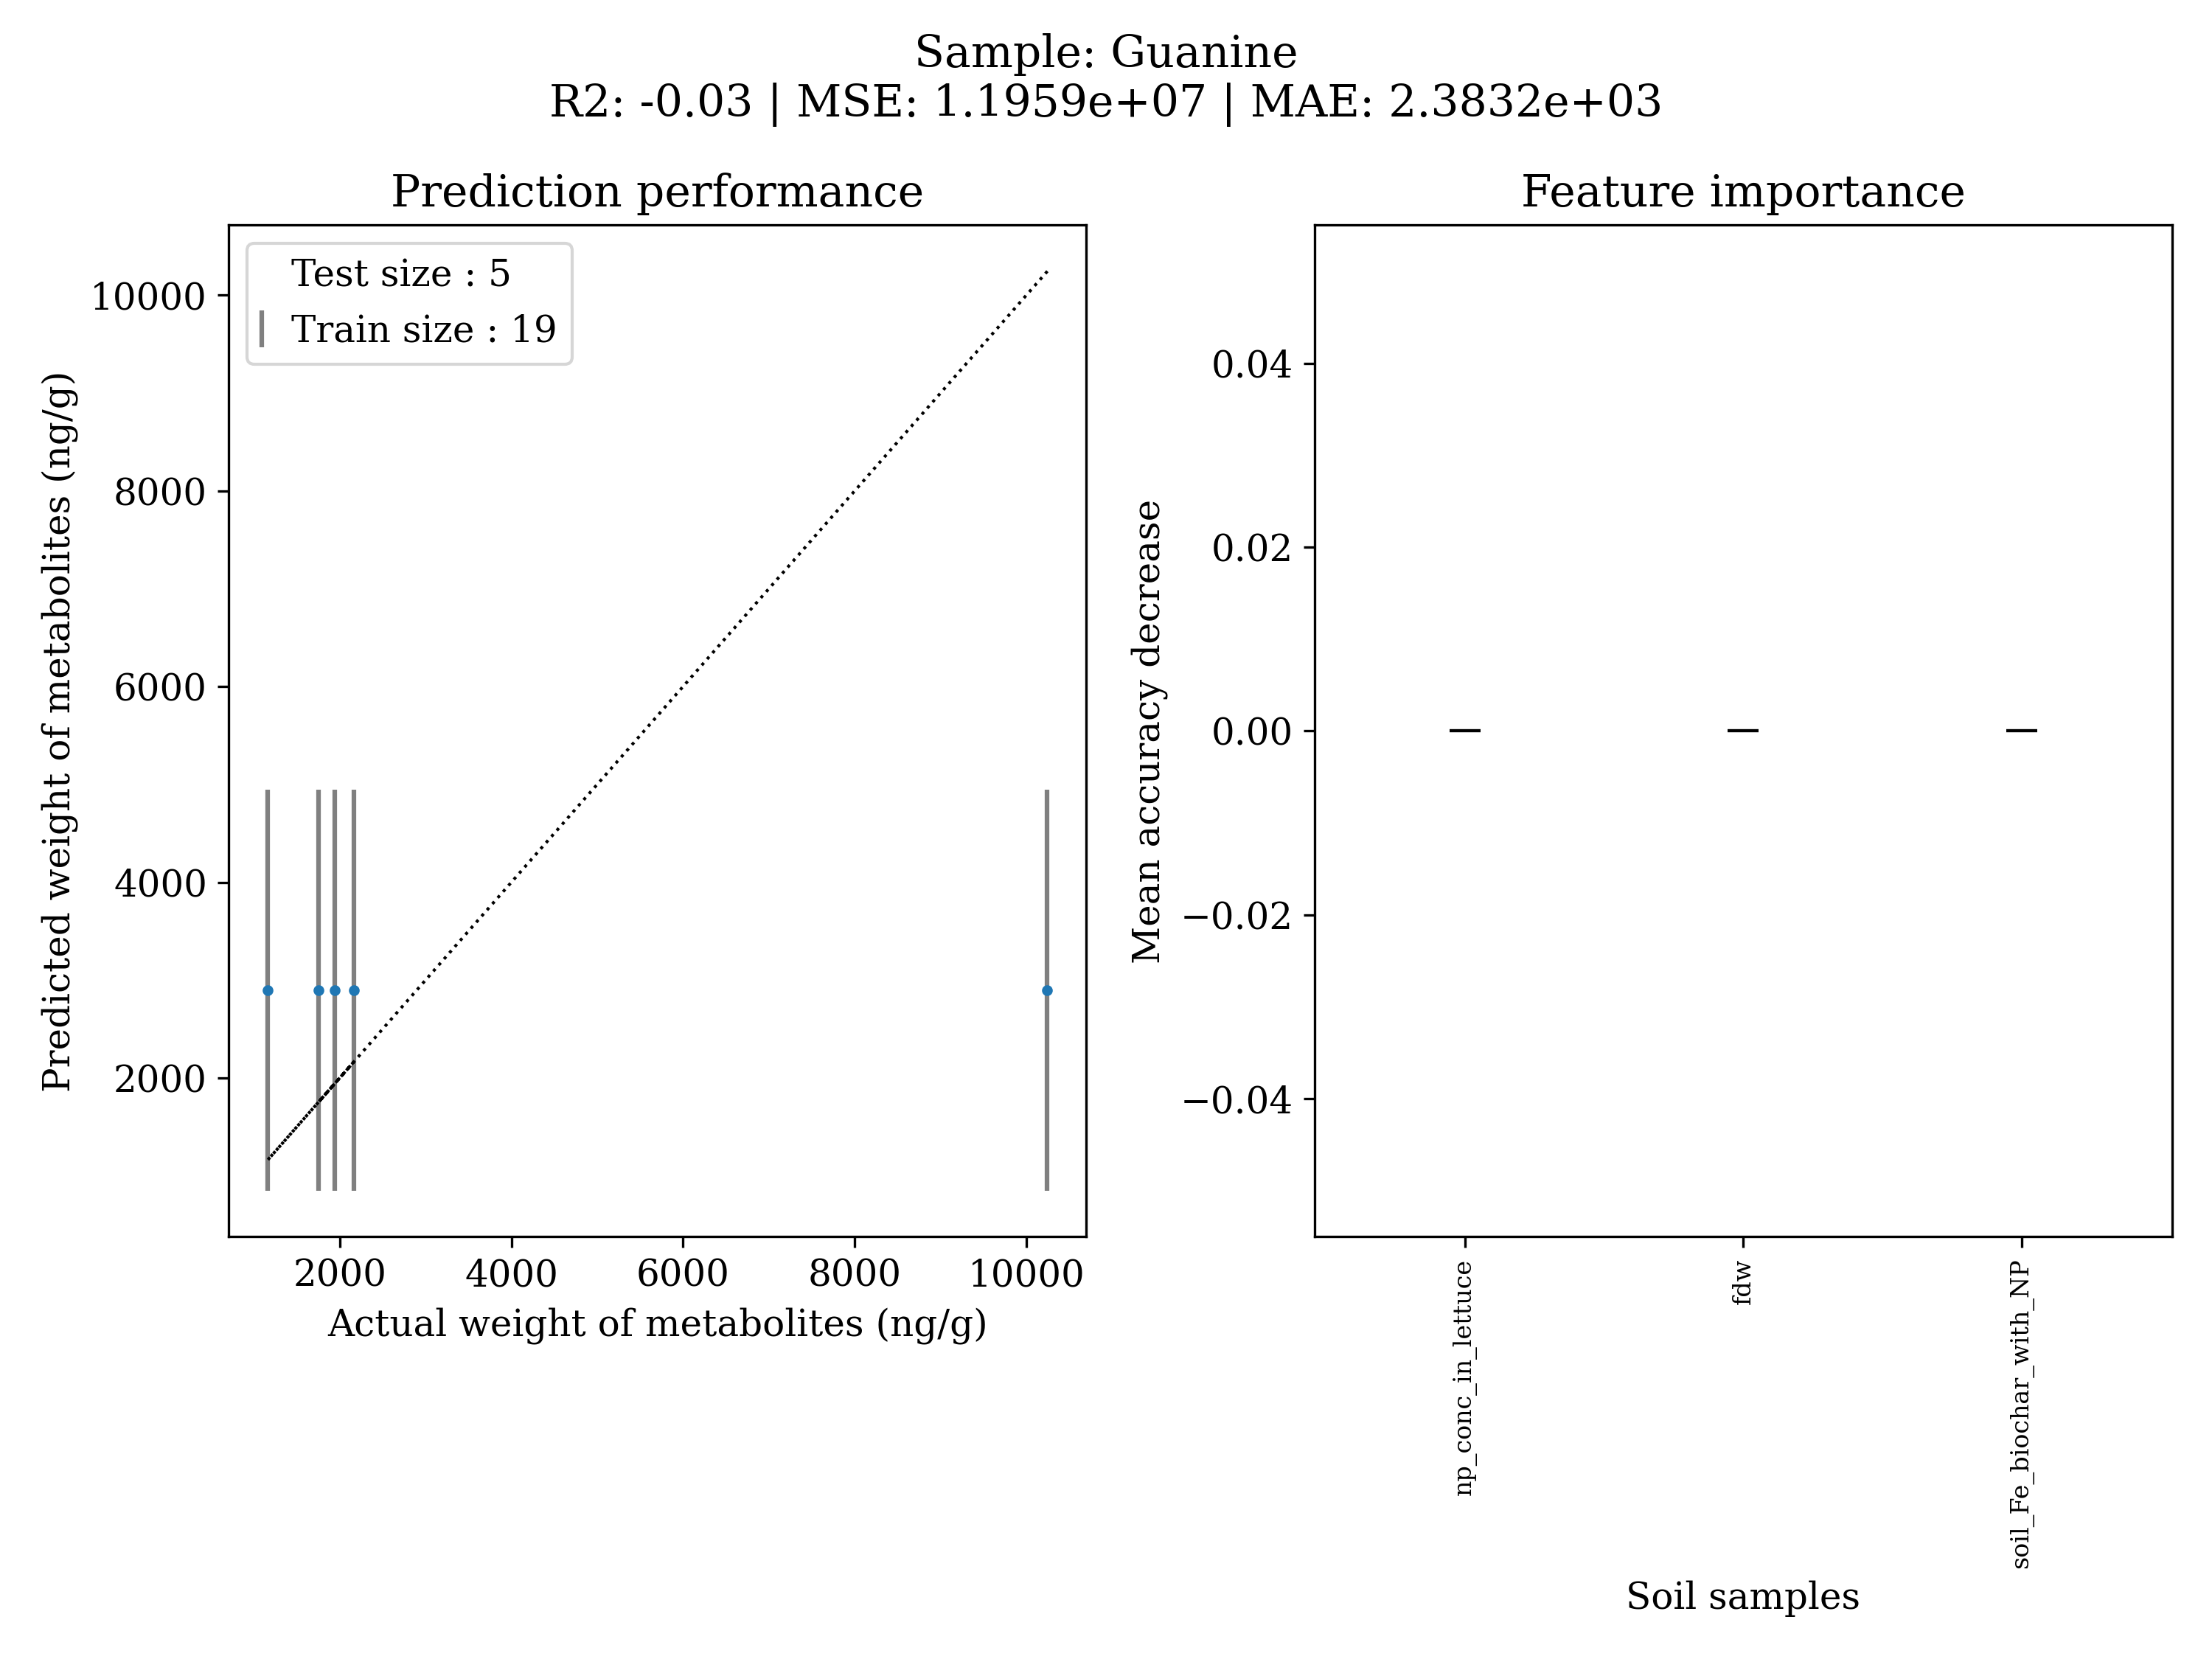 Sample: Guanine
R2: -0.03 | MSE: 1.1959e+07 | MAE: 2.3832e+03
Prediction performance
Test size : 5
Train size : 19
10000
8000
6000
4000
2000
Predicted weight of metabolites (ng/g)
2000 4000 6000 8000 10000
Actual weight of metabolites (ng/g)
Feature importance
0.04
0.02
0.00
−0.02
−0.04
Mean accuracy decrease
np_conc_in_lettuce
fdw
soil_Fe_biochar_with_NP
Soil samples